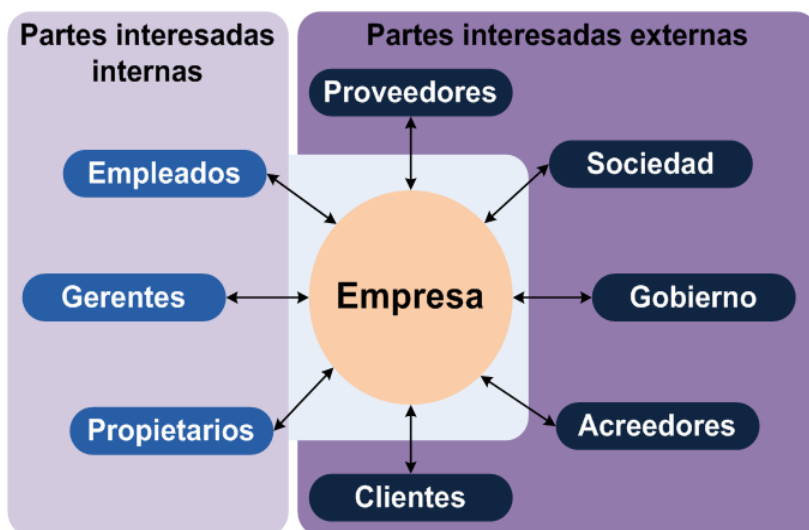 Partes interesadas
internas
Partes interesadas externas
Proveedores
Empleados
Sociedad
Gerentes
Empresa
Gobierno
Propietarios
Acreedores
Clientes